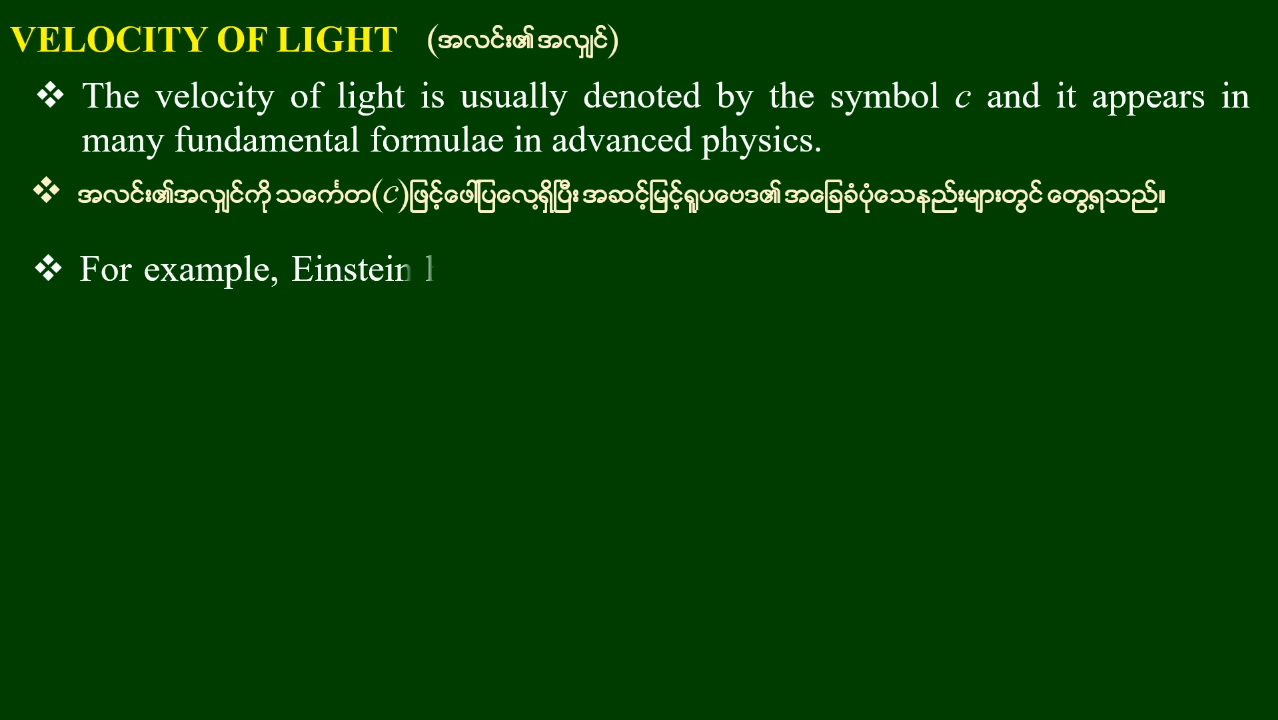 VELOCITY OF LIGHT (အလင်း၏အလျှင်)
❖ The velocity of light is usually denoted by the symbol c and it appears in
many fundamental formulae in advanced physics.
❖ အလင်း၏အလျှင်ကို သင်္ကေတ(c)ဖြင့်ဖေါ်ပြလေ့ရှိပြီး အဆင့်မြင့်ရူပဗေဒ၏ အခြေခံပုံသေနည်းများတွင် တွေ့ရသည်။
❖ For example, Einstein